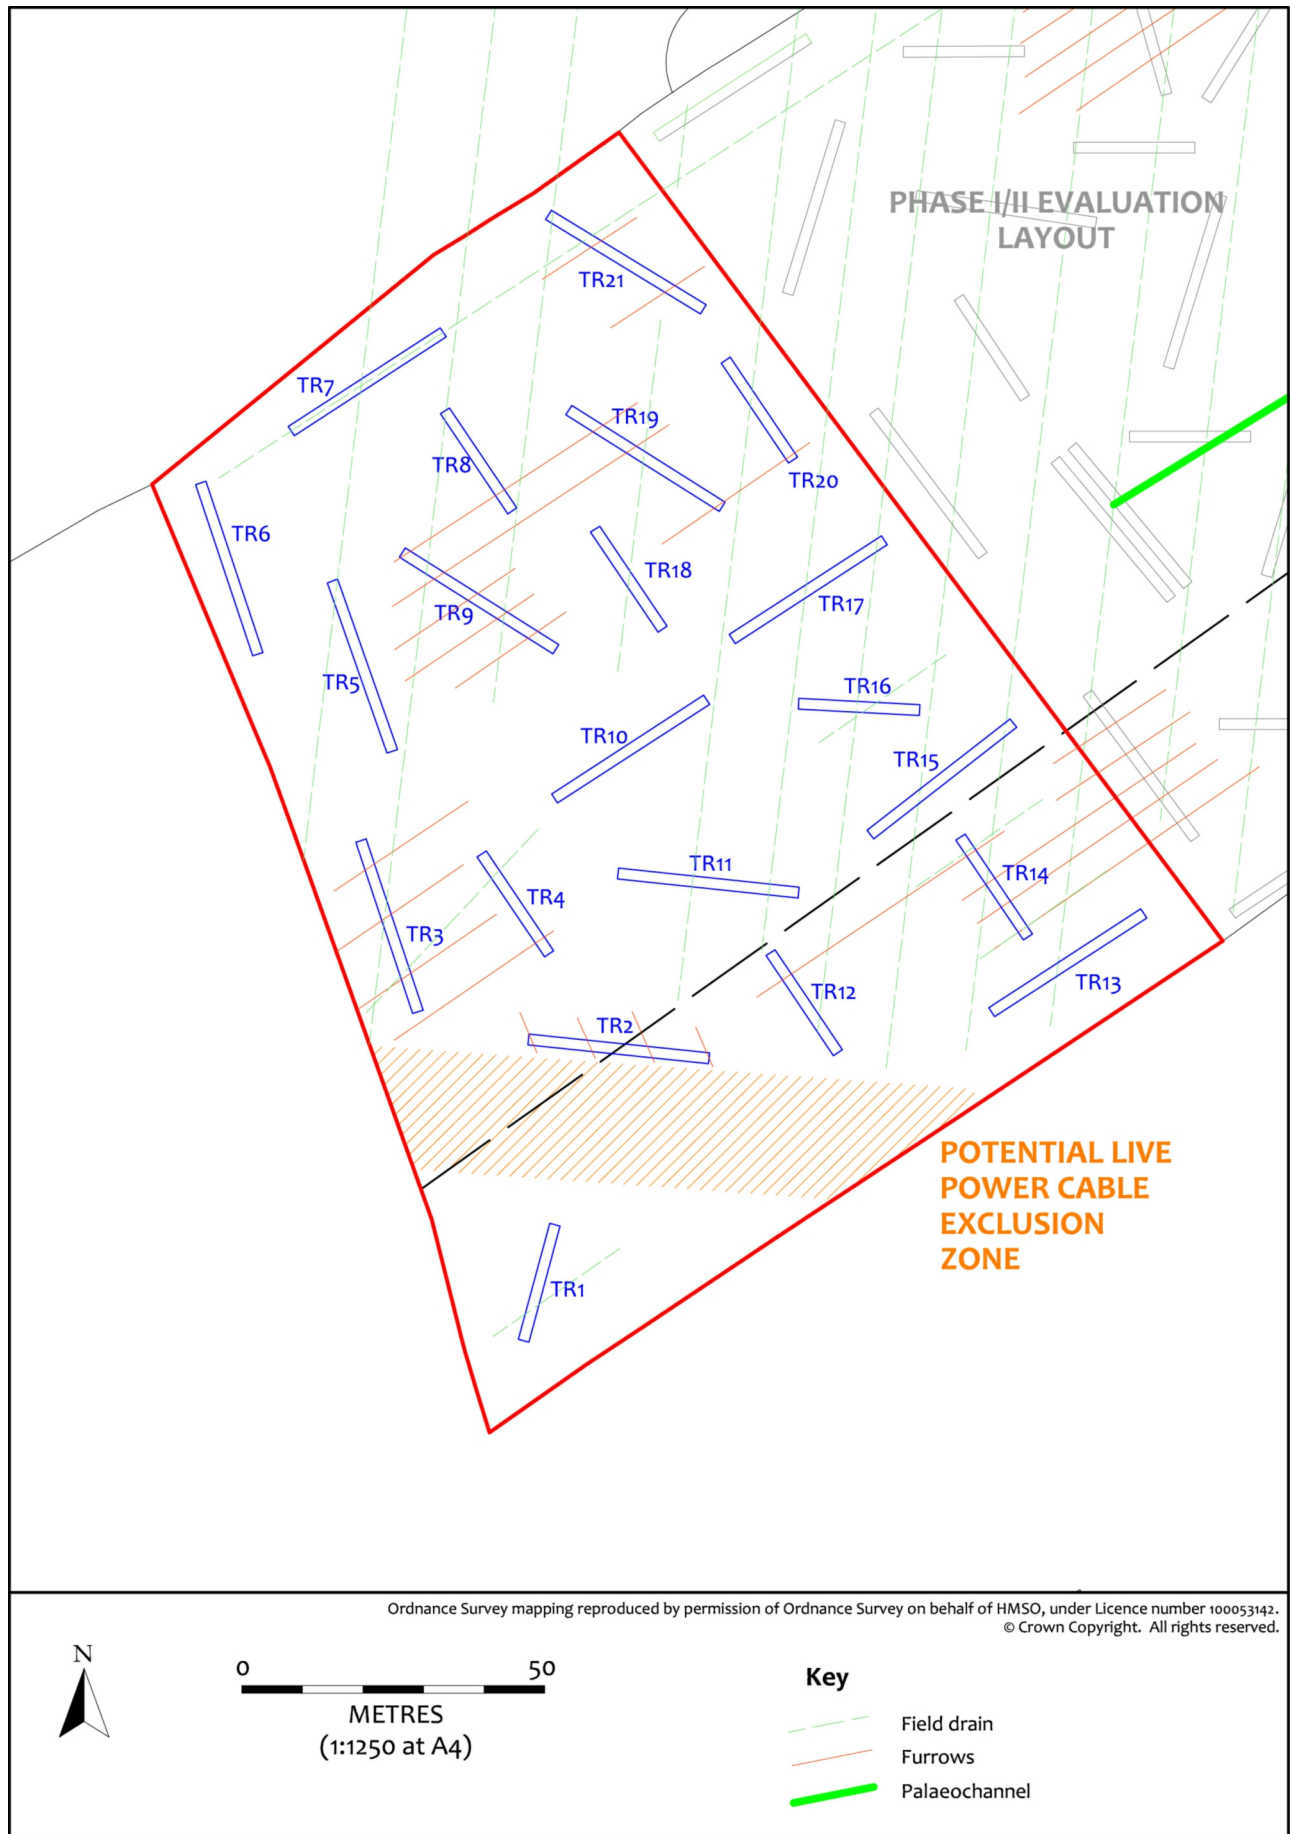 PHASE I/II EVALUATION
LAYOUT
TR21
TR7
TR19
TR8
TR20
TR6
TR18
TR17
TR9
TR5
TR16
TR10
TR15
TR11
TR14
TR4
TR3
TR13
TR12
TR2
POTENTIAL LIVE
POWER CABLE
EXCLUSION
ZONE
TR1
Ordnance Survey mapping reproduced by permission of Ordnance Survey on behalf of HMSO, under Licence number 100053142.
© Crown Copyright. All rights reserved.
N
0 50
METRES
(1:1250 at A4)
Key
Field drain
Furrows
Palaeochannel